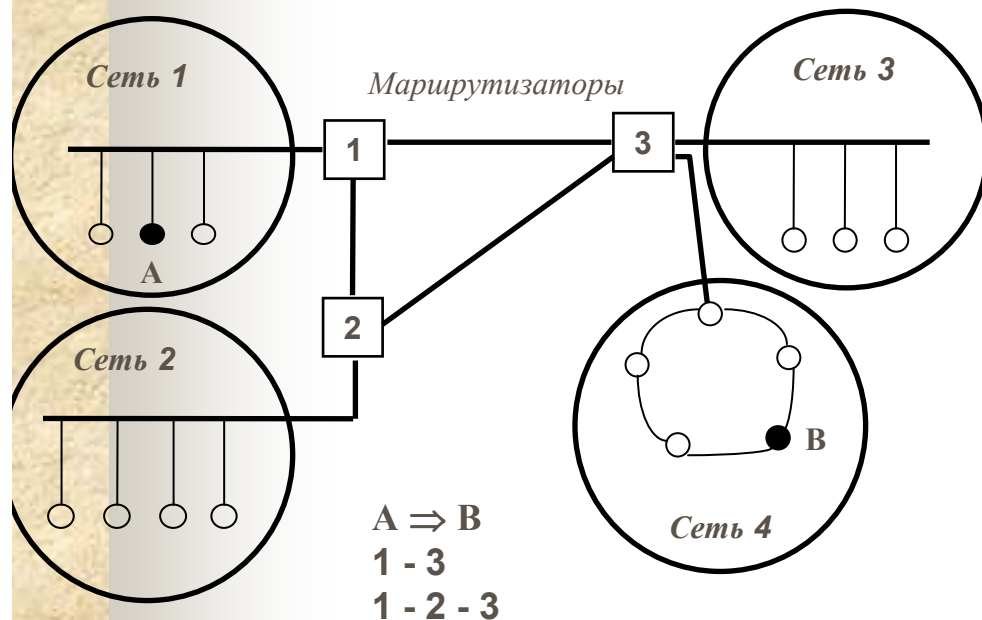 Сеть 1
Маршрутизаторы
Сеть 3
1
3
A
2
Сеть 2
B
Сеть 4
A ⇒ B
1 - 3
1 - 2 - 3